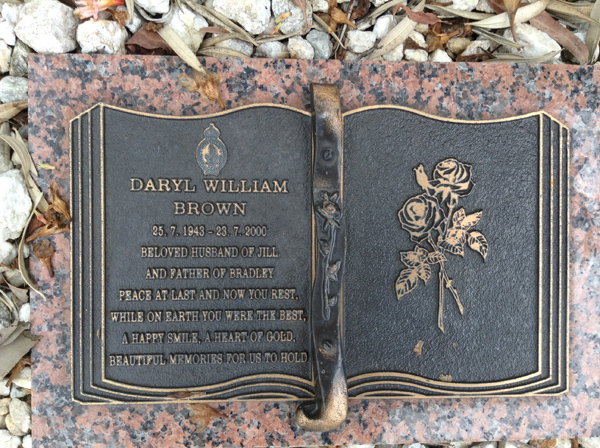 DARYL WILLIAM
BROWN
25. 7. 1943 - 23. 7. 2000
BELOVED HUSBAND OF JILL
AND FATHER OF BRADLEY
PEACE AT LAST AND NOW YOU REST,
WHILE ON EARTH YOU WERE THE BEST,
A HAPPY SMILE, A HEART OF GOLD,
BEAUTIFUL MEMORIES FOR US TO HOLD